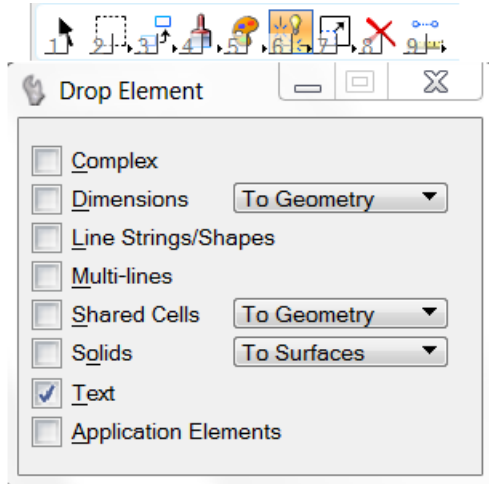 1 2 3 4 5 6 7 8 9
Drop Element
Complex
Dimensions To Geometry
Line Strings/Shapes
Multi-lines
Shared Cells To Geometry
Solids To Surfaces
Text
Application Elements